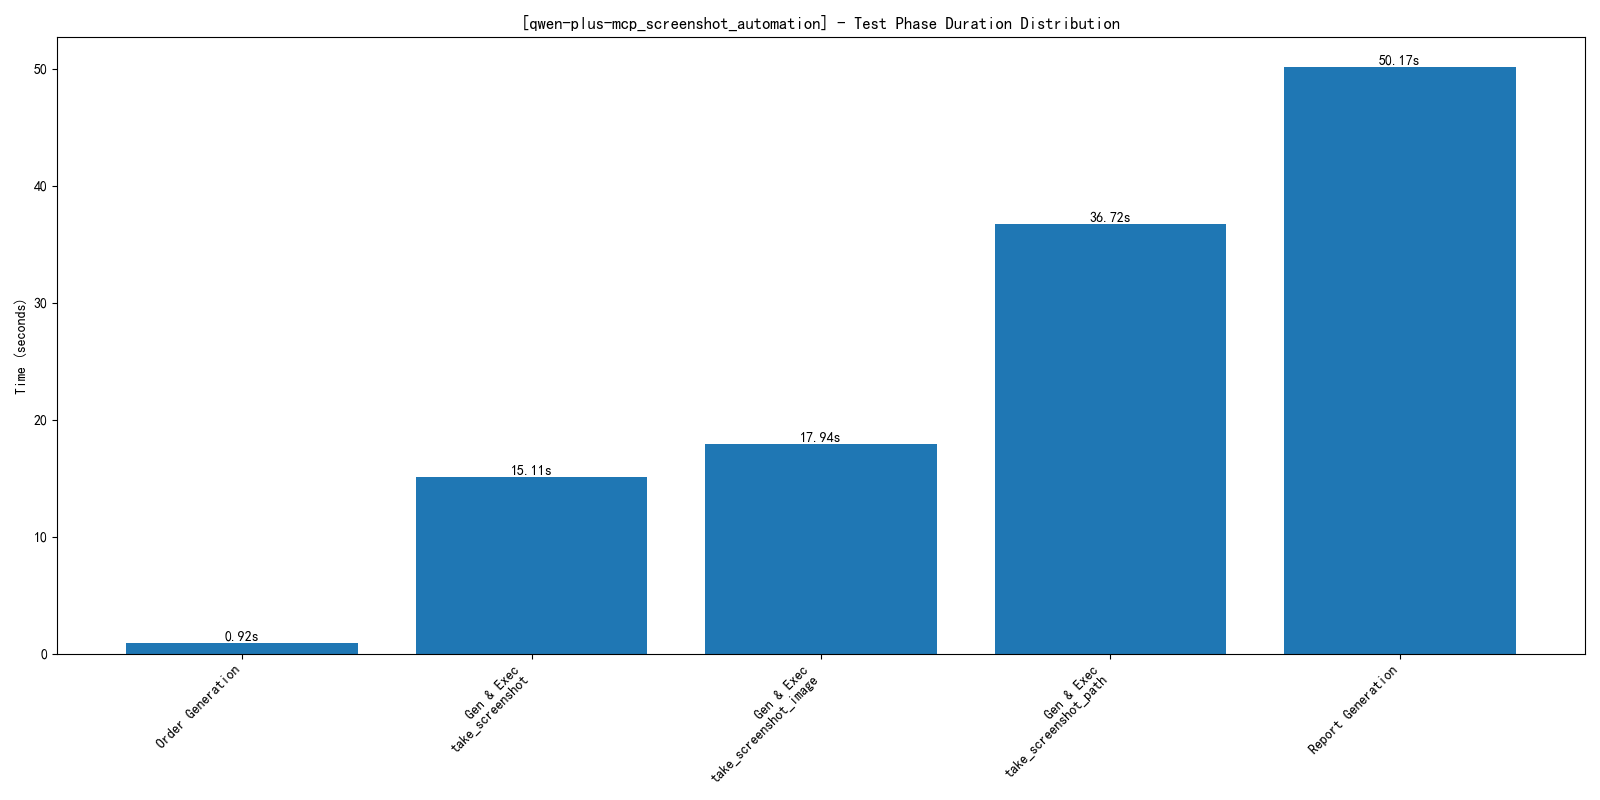 [qwen-plus-mcp_screenshot_automation] - Test Phase Duration Distribution
Time (seconds)
50
40
30
20
10
0
0.92s
15.11s
17.94s
36.72s
50.17s
Order Generation
Gen & Exec
take_screenshot
Gen & Exec
take_screenshot_image
Gen & Exec
take_screenshot_path
Report Generation